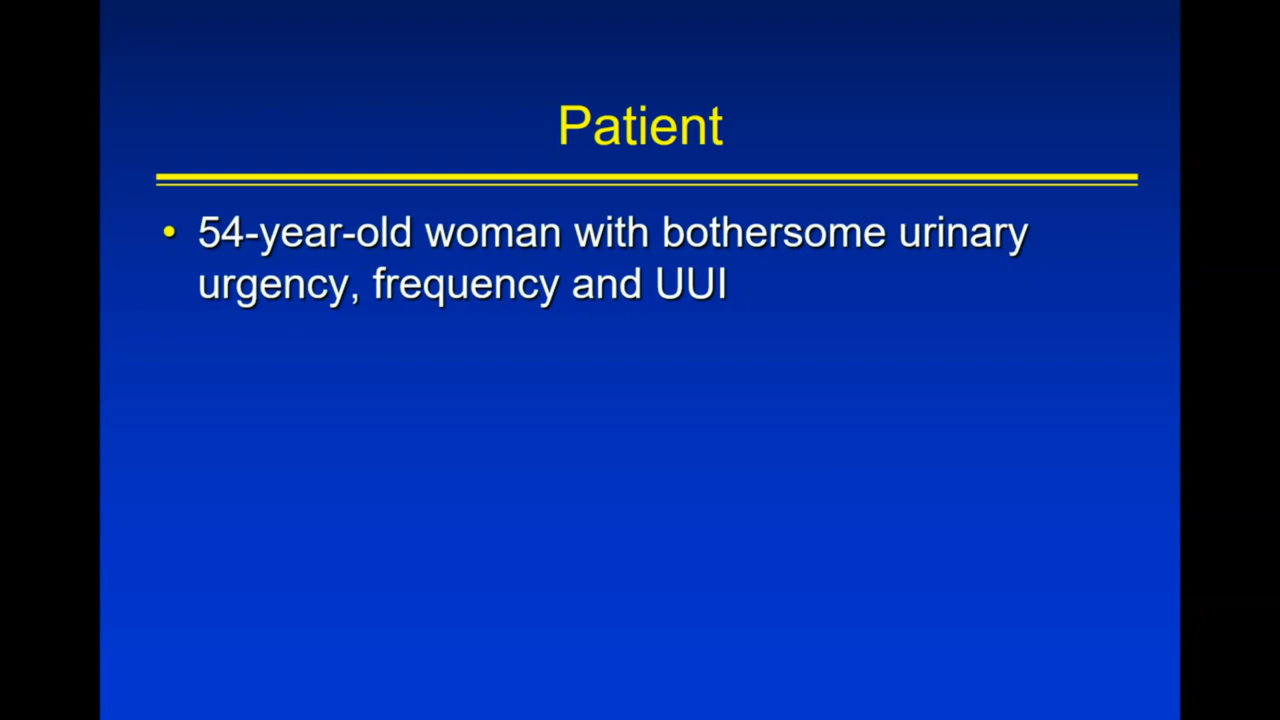 Patient
• 54-year-old woman with bothersome urinary
urgency, frequency and UUI